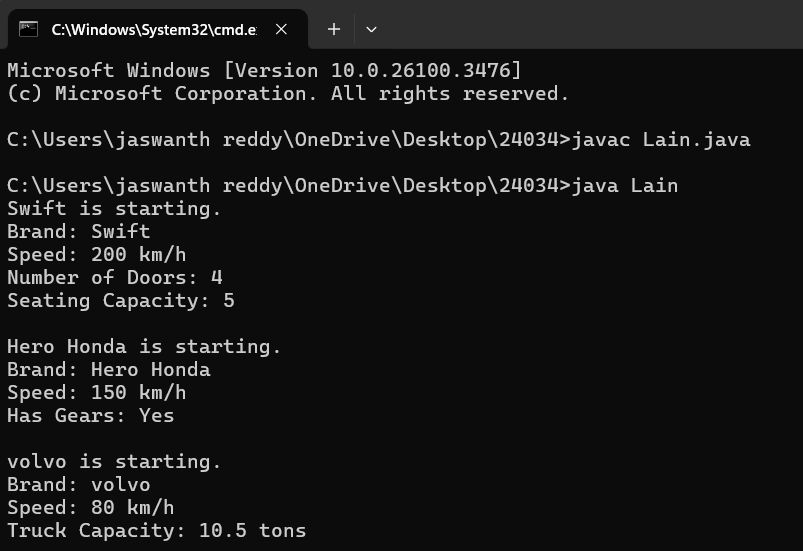 C:\Windows\System32\cmd.e
Microsoft Windows [Version 10.0.26100.3476]
(c) Microsoft Corporation. All rights reserved.
C:\Users\jaswanth reddy\OneDrive\Desktop\24034>javac Lain.java
C:\Users\jaswanth reddy\OneDrive\Desktop\24034>java Lain
Swift is starting.
Brand: Swift
Speed: 200 km/h
Number of Doors: 4
Seating Capacity: 5
Hero Honda is starting.
Brand: Hero Honda
Speed: 150 km/h
Has Gears: Yes
volvo is starting.
Brand: volvo
Speed: 80 km/h
Truck Capacity: 10.5 tons